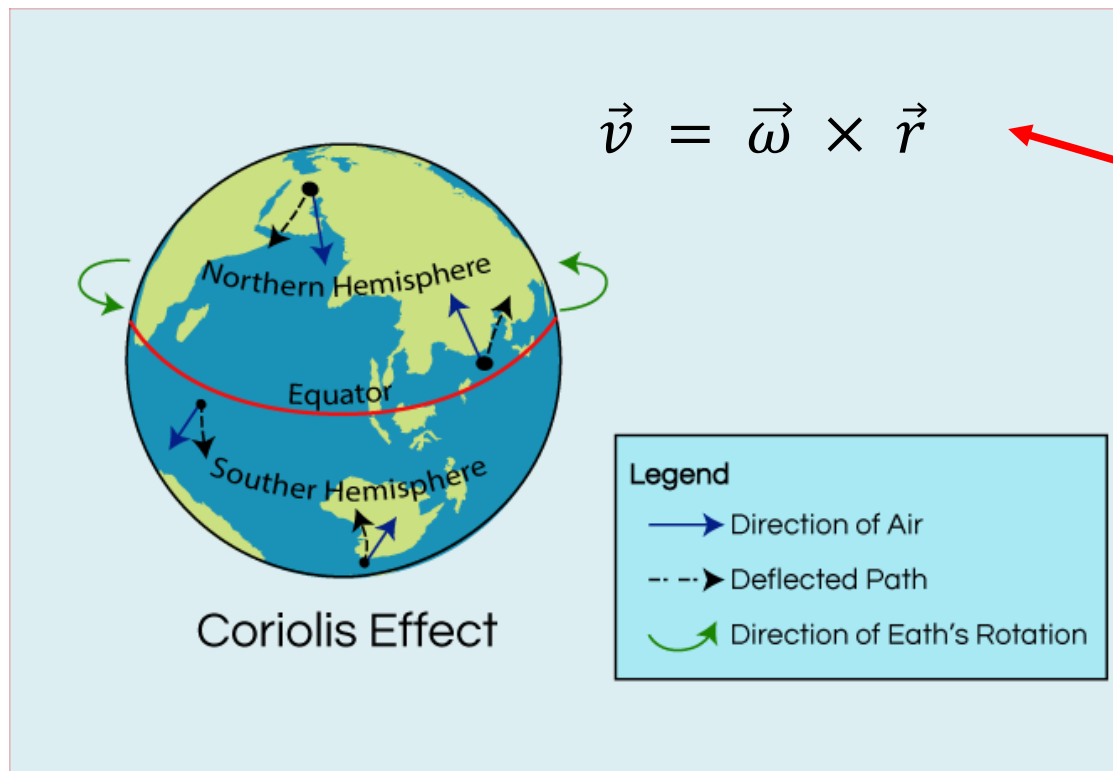 v⃗ = ω⃗ × r⃗
Northern Hemisphere
Equator
Souther Hemisphere
Coriolis Effect
Legend
Direction of Air
Deflected Path
Direction of Eath's Rotation